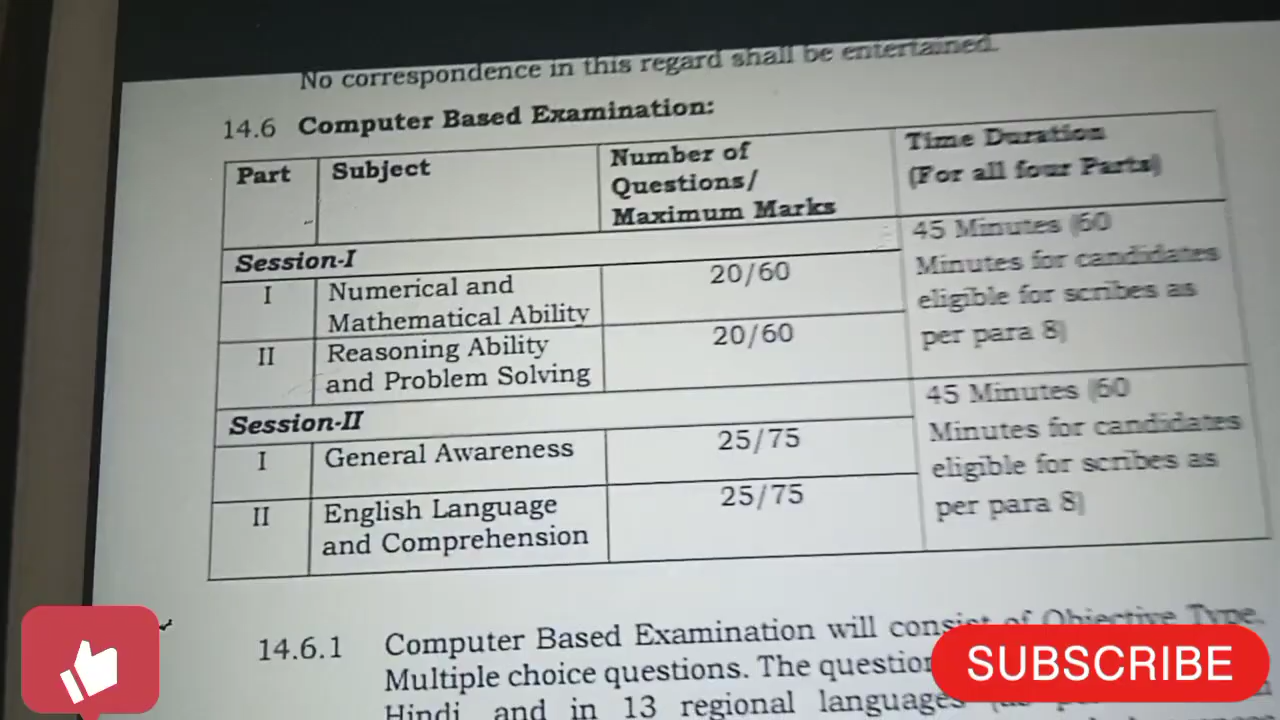 No correspondence in this regard shall be entertained.
14.6 Computer Based Examination:
Part
Subject
Number of
Questions/
Maximum Marks
Time Duration
(For all four Parts)
Session-I
I
Numerical and
Mathematical Ability
20/60
45 Minutes (60
Minutes for candidates
eligible for scribes as
per para 8)
II
Reasoning Ability
and Problem Solving
20/60
Session-II
I
General Awareness
25/75
45 Minutes (60
Minutes for candidates
eligible for scribes as
per para 8)
II
English Language
and Comprehension
25/75
14.6.1 Computer Based Examination will consist of Objective Type,
Multiple choice questions. The
Hindi, and in 13 regional languages
SUBSCRIBE